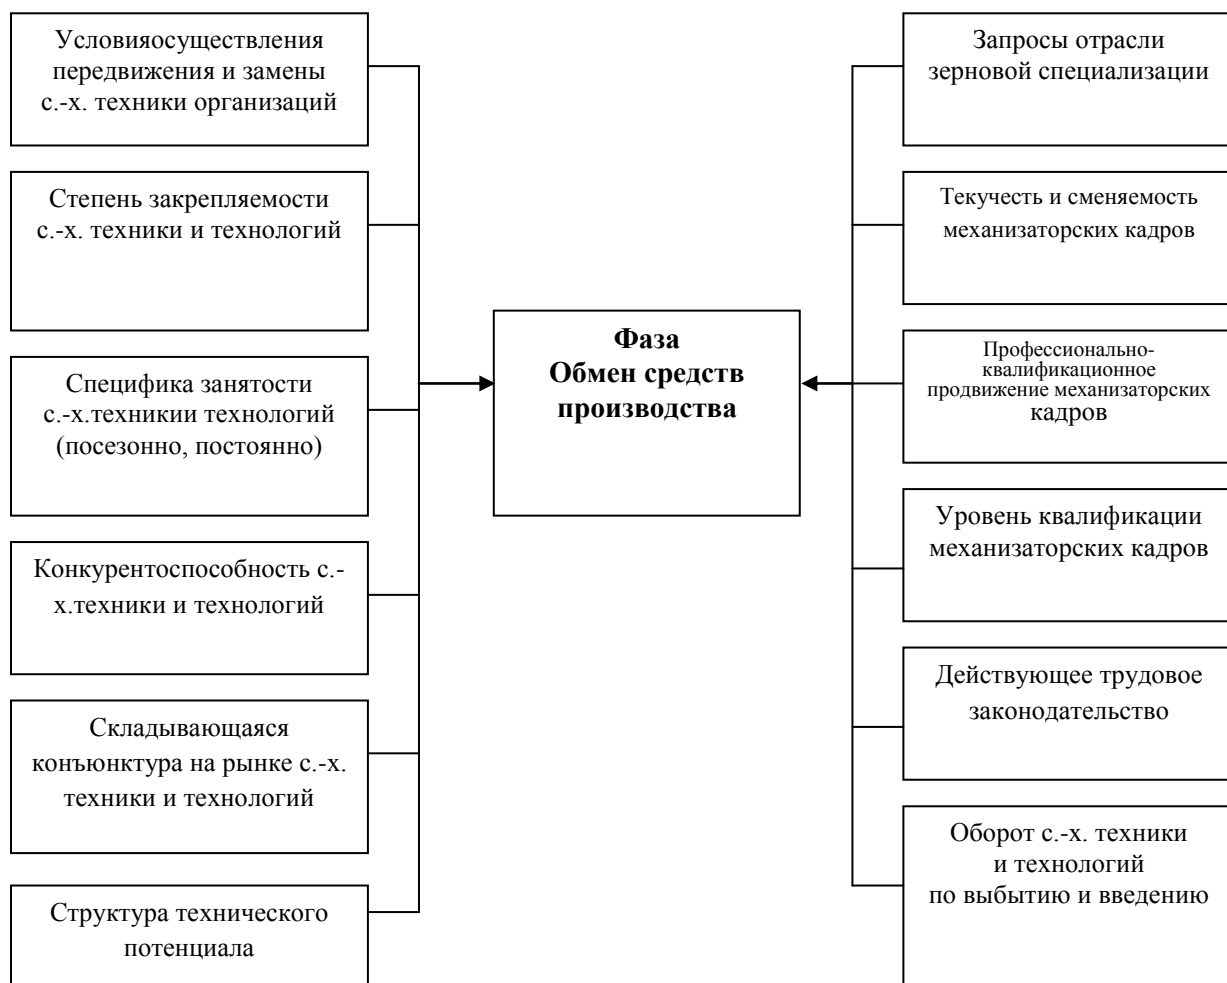 Условияосуществления
передвижения и замены
с.-х. техники организаций
Степень закрепляемости
с.-х. техники и технологий
Специфика занятости
с.-х.техникии технологий
(посезонно, постоянно)
Конкурентоспособность с.-
х.техники и технологий
Складывающаяся
конъюнктура на рынке с.-х.
техники и технологий
Структура технического
потенциала
Фаза
Обмен средств
производства
Запросы отрасли
зерновой специализации
Текучесть и сменяемость
механизаторских кадров
Профессионально-
квалификационное
продвижение механизаторских
кадров
Уровень квалификации
механизаторских кадров
Действующее трудовое
законодательство
Оборот с.-х. техники
и технологий
по выбытию и введению